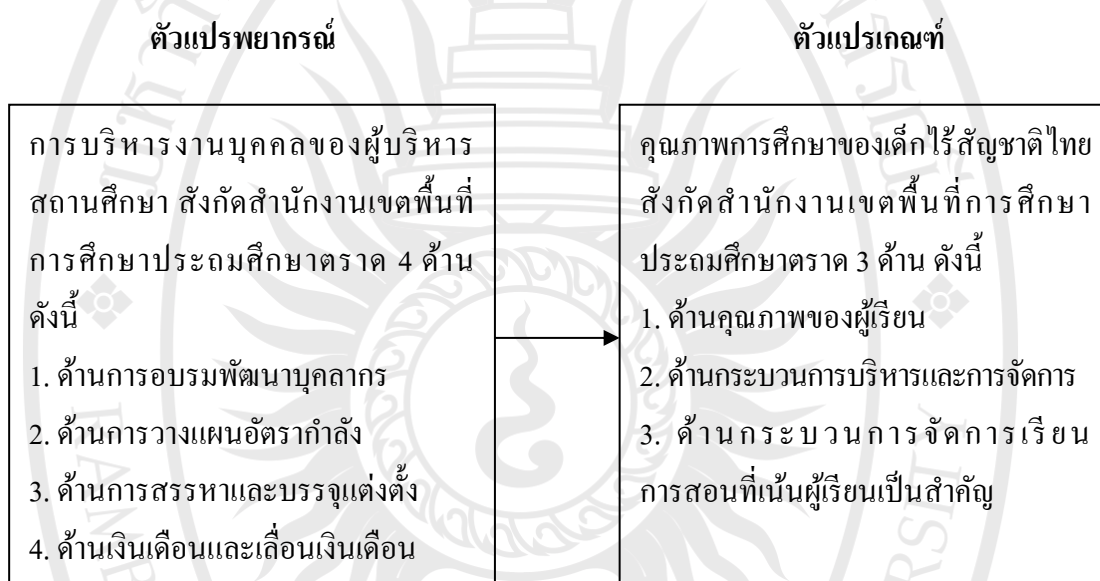 ตัวแปรพยากรณ์
การบริหารงานบุคคลของผู้บริหาร
สถานศึกษา สังกัดสำนักงานเขตพื้นที่
การศึกษาประถมศึกษาตราด 4 ด้าน
ดังนี้
1. ด้านการอบรมพัฒนาบุคลากร
2. ด้านการวางแผนอัตรากำลัง
3. ด้านการสรรหาและบรรจุแต่งตั้ง
4. ด้านเงินเดือนและเลื่อนเงินเดือน
ตัวแปรเกณฑ์
คุณภาพการศึกษาของเด็กไร้สัญชาติไทย
สังกัดสำนักงานเขตพื้นที่การศึกษา
ประถมศึกษาตราด 3 ด้าน ดังนี้
1. ด้านคุณภาพของผู้เรียน
2. ด้านกระบวนการบริหารและการจัดการ
3. ด้านกระบวนการจัดการเรียน
การสอนที่เน้นผู้เรียนเป็นสำคัญ